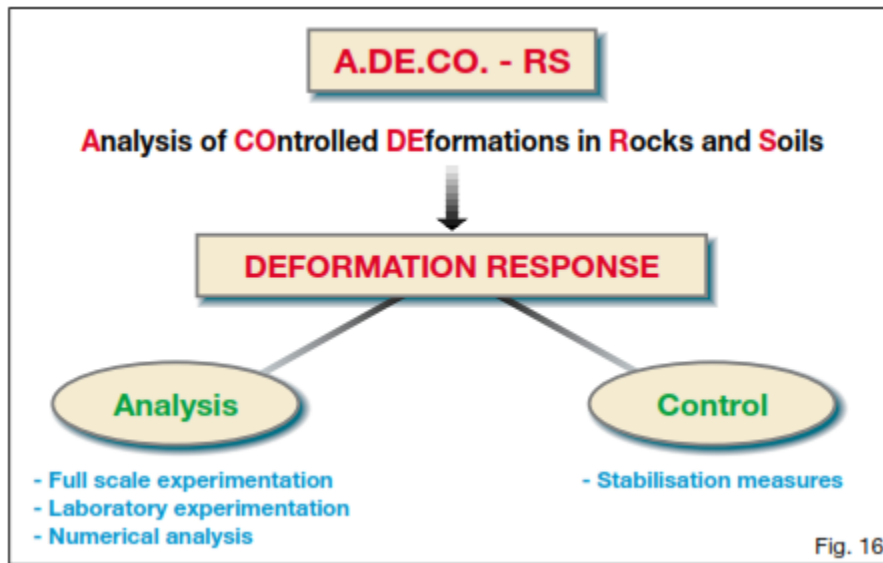 A.DE.CO. - RS
Analysis of COntrolled DEformations in Rocks and Soils
DEFORMATION RESPONSE
Analysis
Control
- Full scale experimentation
- Laboratory experimentation
- Numerical analysis
- Stabilisation measures
Fig. 16